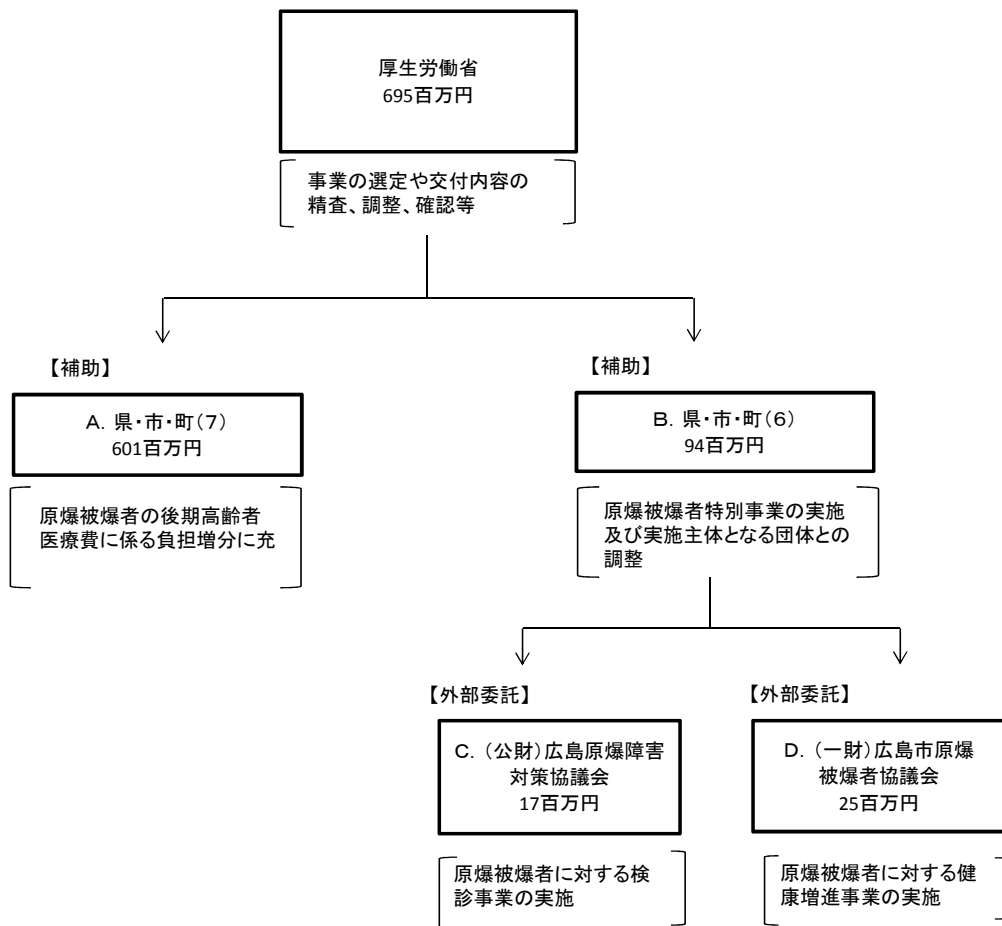 厚生労働省
695百万円
事業の選定や交付内容の
精査、調整、確認等
【補助】
A. 県・市・町(7)
601百万円
原爆被爆者の後期高齢者
医療費に係る負担増分に充
【補助】
B. 県・市・町(6)
94百万円
原爆被爆者特別事業の実施
及び実施主体となる団体との
調整
【外部委託】
C. (公財)広島原爆障害
対策協議会
17百万円
原爆被爆者に対する検
診事業の実施
【外部委託】
D. (一財)広島市原爆
被爆者協議会
25百万円
原爆被爆者に対する健
康増進事業の実施